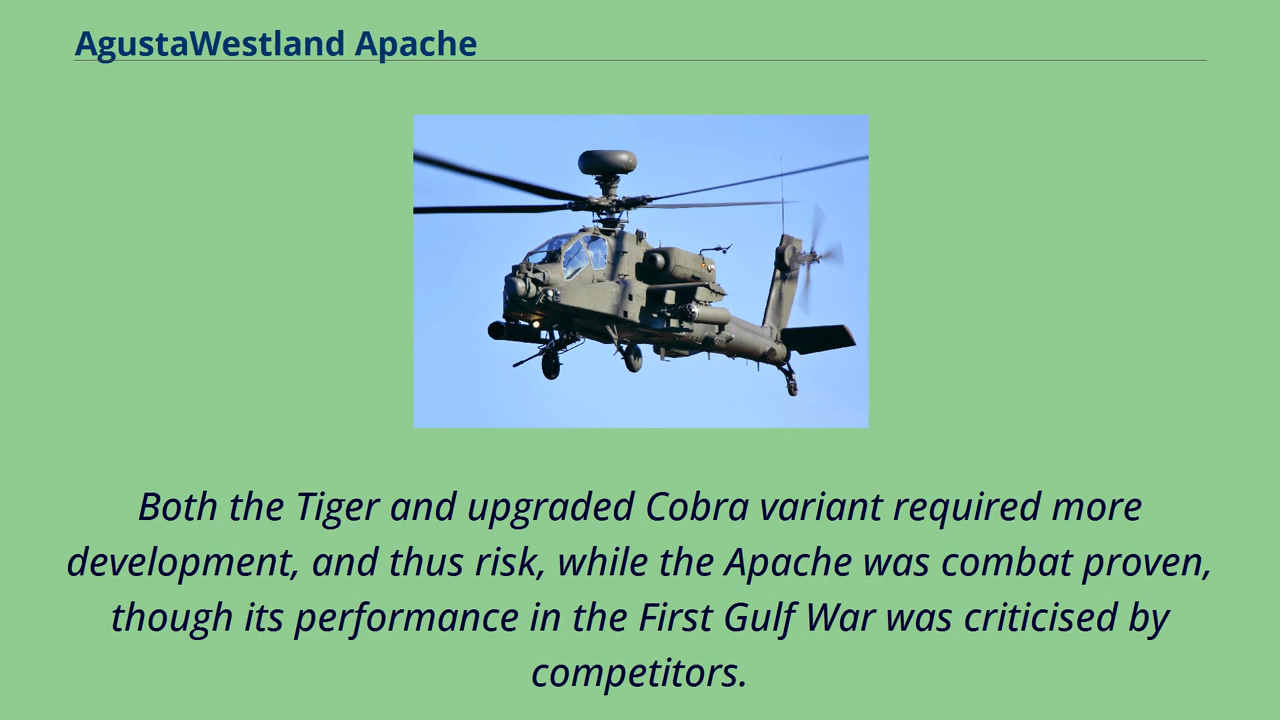 AgustaWestland Apache
Both the Tiger and upgraded Cobra variant required more
development, and thus risk, while the Apache was combat proven,
though its performance in the First Gulf War was criticised by
competitors.